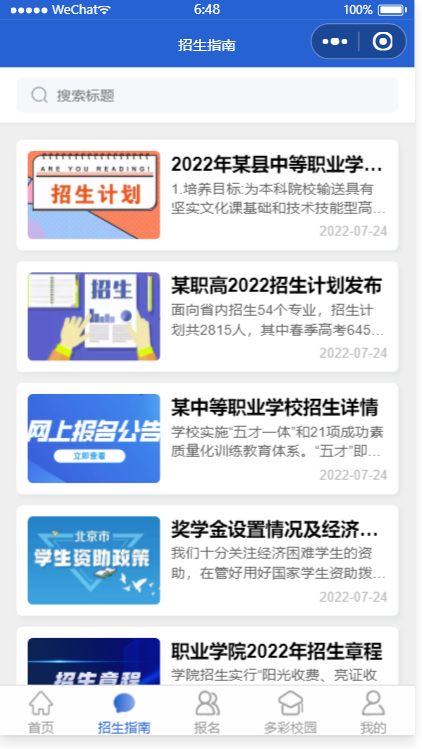 WeChat
6:48
100%
招生指南
搜索标题
ARE YOU READING!
招生计划
2022年某县中等职业学...
1.培养目标:为本科院校输送具有
坚实文化课基础和技术技能型高...
2022-07-24
招生
某职高2022招生计划发布
面向省内招生54个专业，招生计
划共2815人，其中春季高考645...
2022-07-24
网上报名公告
立即查看
某中等职业学校招生详情
学校实施“五才一体”和21项成功素
质量化训练教育体系。“五才”即...
2022-07-24
北京市
学生资助政策
奖学金设置情况及经济...
我们十分关注经济困难学生的资
助，在管好用好国家学生资助拨...
2022-07-24
招生章程
职业学院2022年招生章程
学院招生实行“阳光收费、亮证收
首页
招生指南
报名
多彩校园
我的